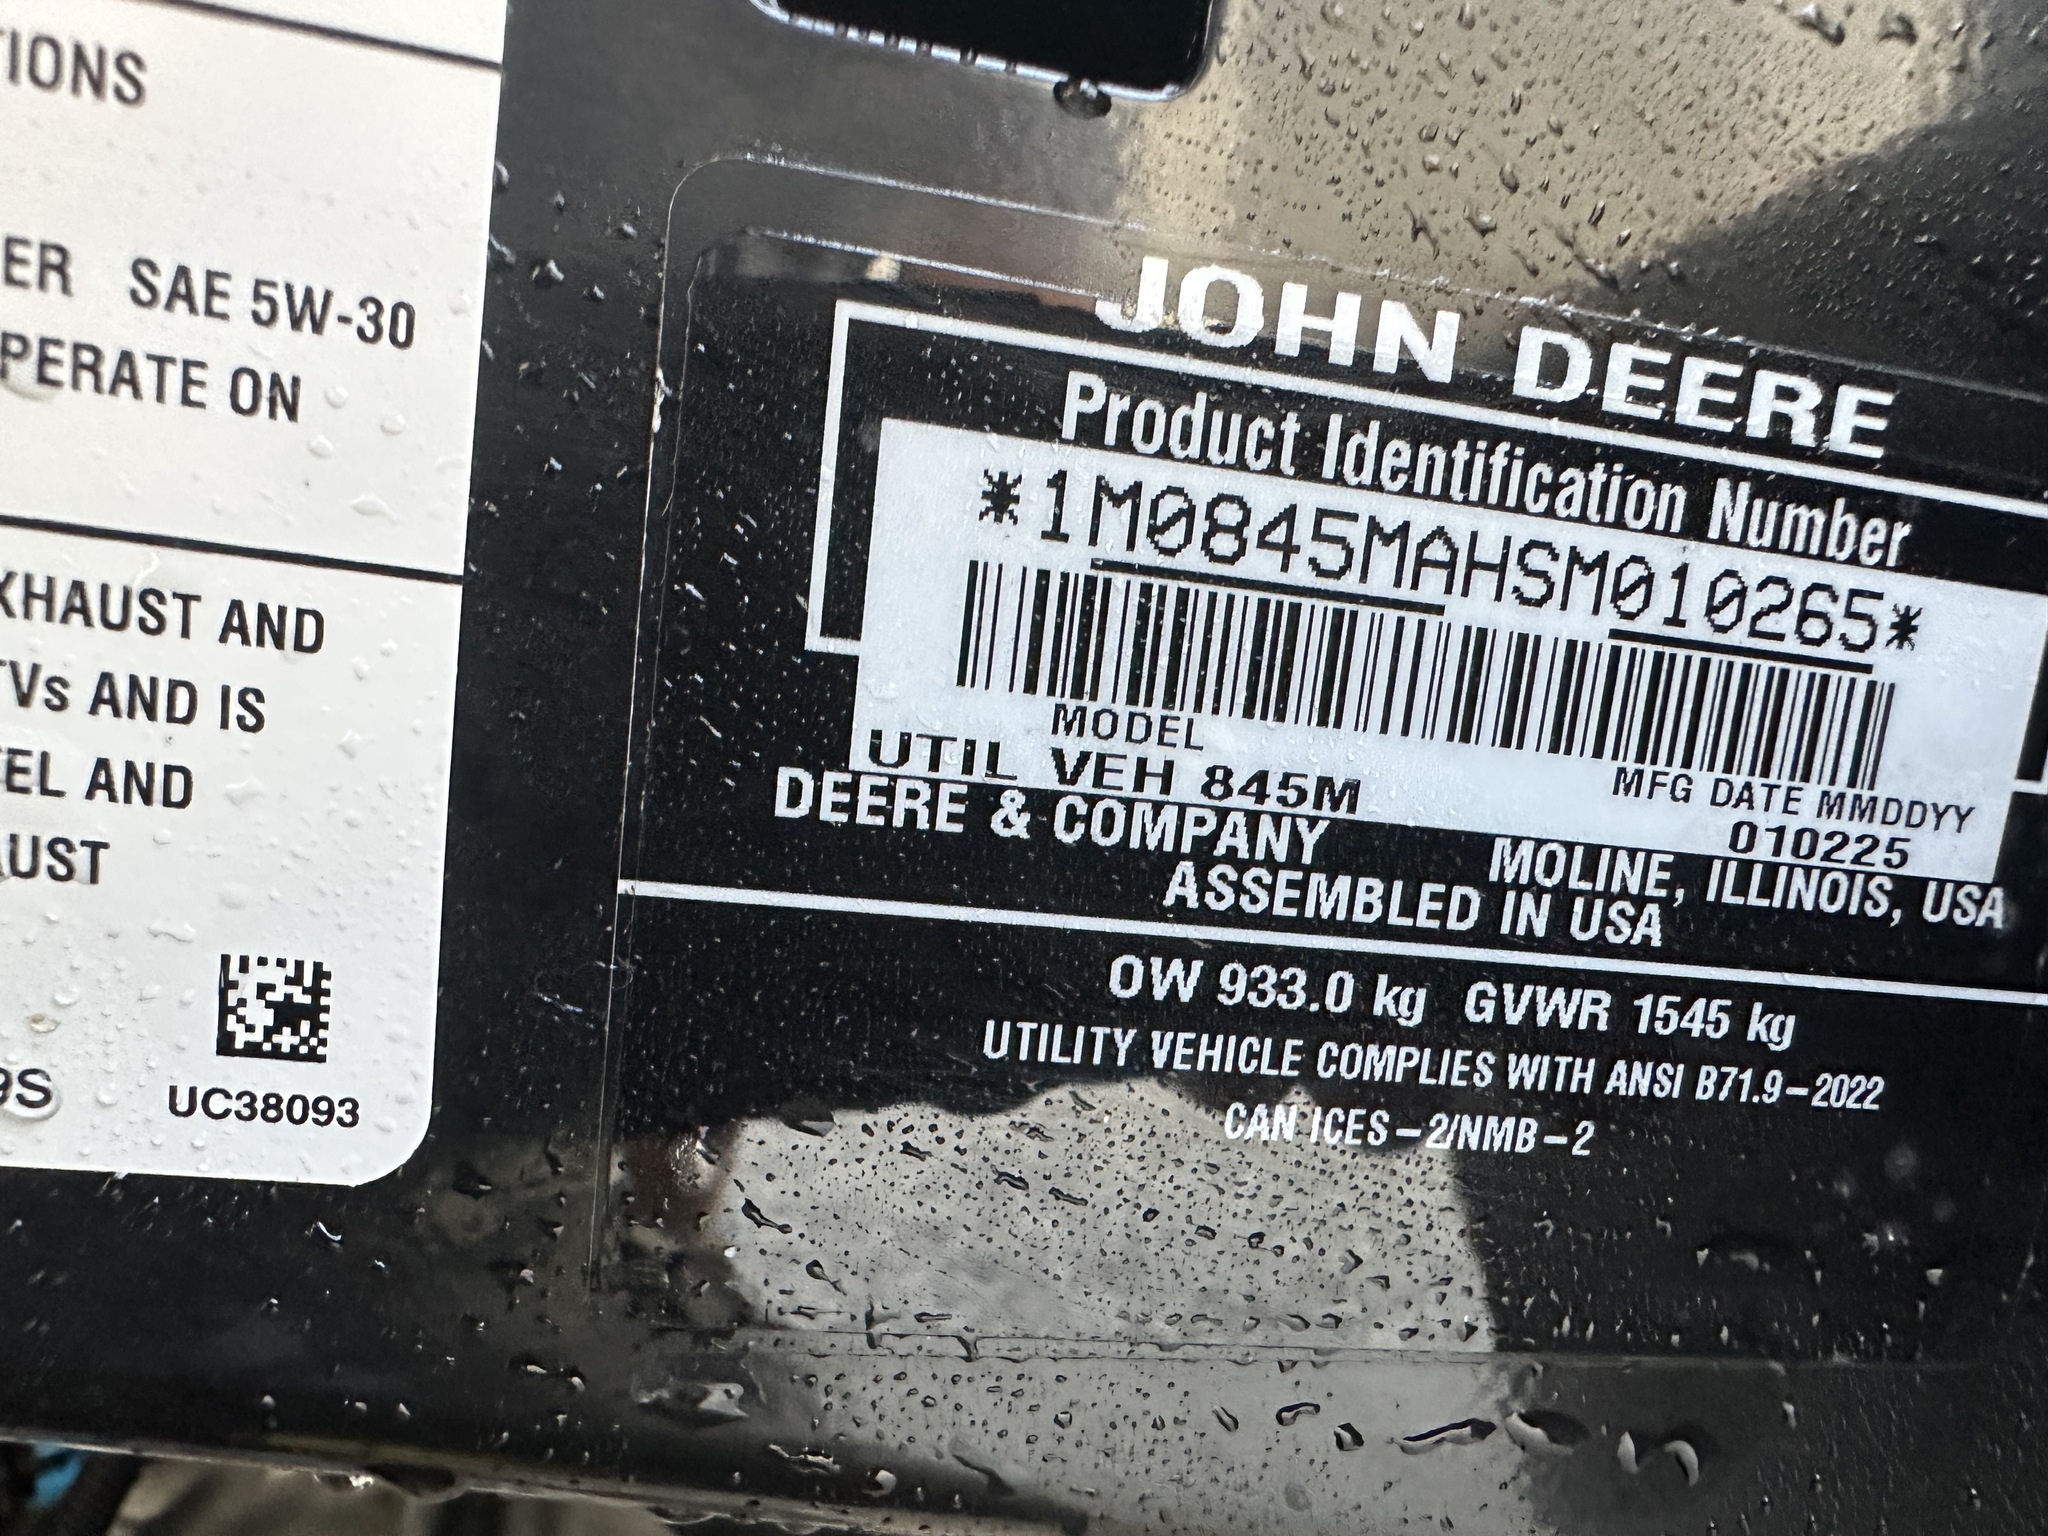 TIONS
ER SAE 5W-30
PERATE ON
XHAUST AND
TVs AND IS
EL AND
AUST
9S
UC38093
JOHN DEERE
Product Identification Number
*1M0845MAHSM010265*
MODEL
UTIL VEH 845M
MFG DATE MMDDYY
010225
DEERE & COMPANY
MOLINE, ILLINOIS, USA
ASSEMBLED IN USA
OW 933.0 kg GVWR 1545 kg
UTILITY VEHICLE COMPLIES WITH ANSI B71.9-2022
CAN ICES-2/NMB-2